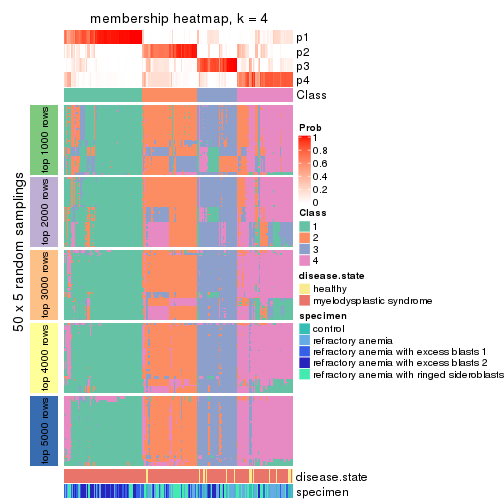 membership heatmap, k = 4
p1
p2
p3
p4
Class
50 x 5 random samplings
top 1000 rows
top 2000 rows
top 3000 rows
top 4000 rows
top 5000 rows
disease.state
specimen
Prob
1
0.8
0.6
0.4
0.2
0
Class
1
2
3
4
disease.state
healthy
myelodysplastic syndrome
specimen
control
refractory anemia
refractory anemia with excess blasts 1
refractory anemia with excess blasts 2
refractory anemia with ringed sideroblasts